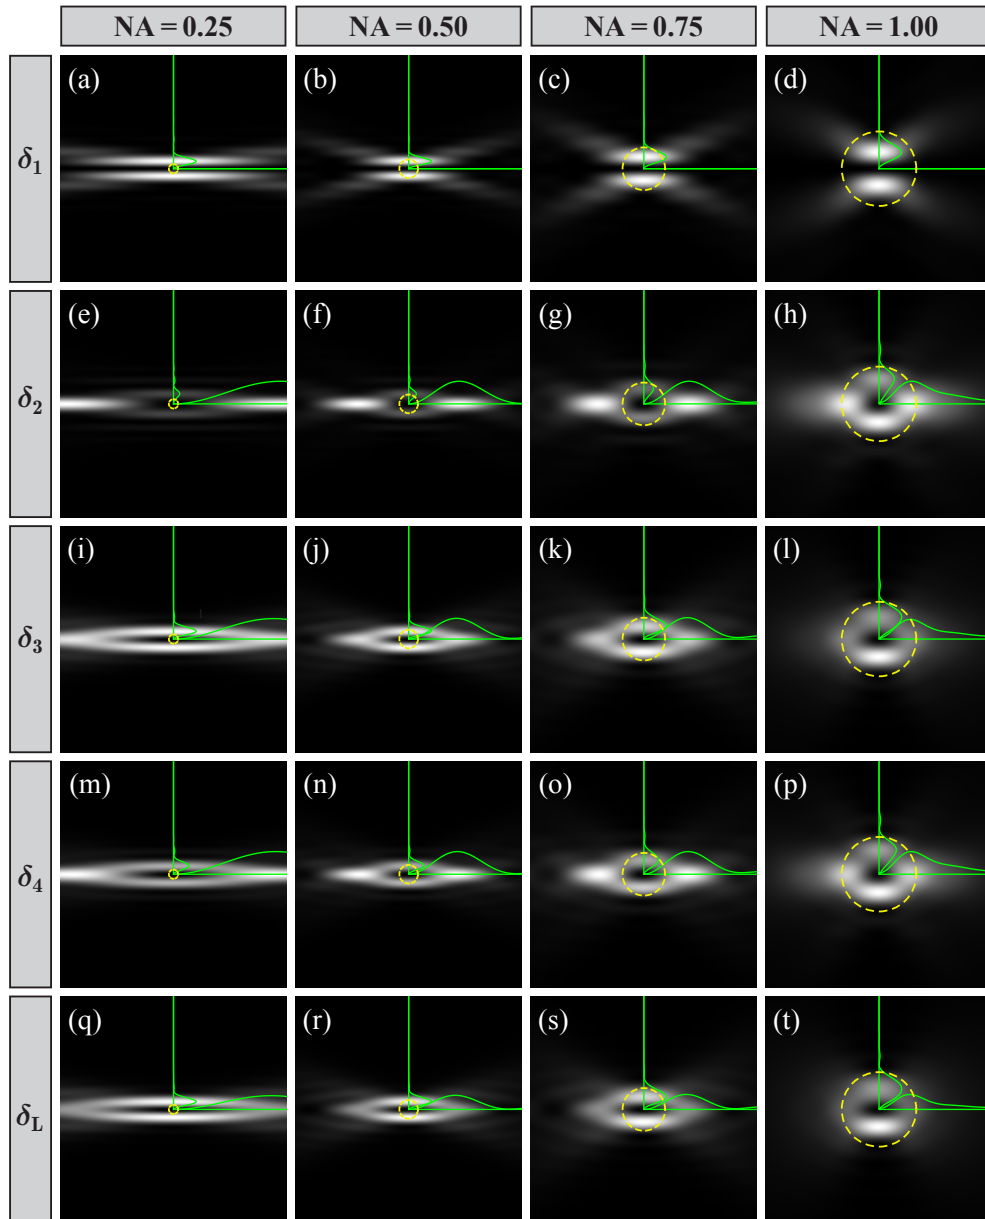 NA = 0.25 NA = 0.50 NA = 0.75 NA = 1.00
δ1 (a) (b) (c) (d)
δ2 (e) (f) (g) (h)
δ3 (i) (j) (k) (l)
δ4 (m) (n) (o) (p)
δL (q) (r) (s) (t)